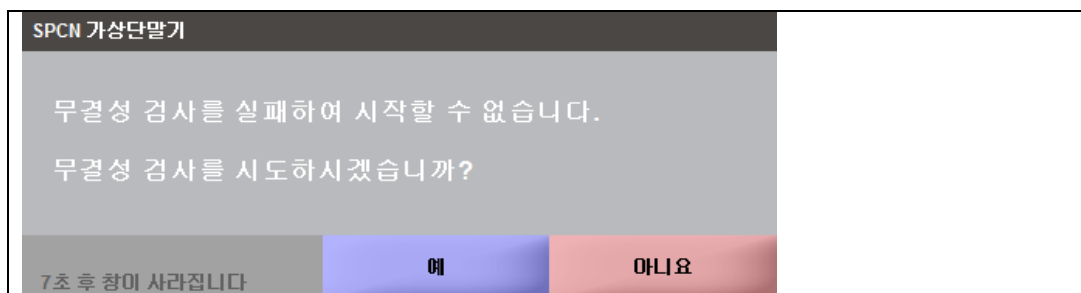 SPCN 가상단말기
무결성 검사를 실패하여 시작할 수 없습니다.
무결성 검사를 시도하시겠습니까?
7초 후 창이 사라집니다
예
아니요